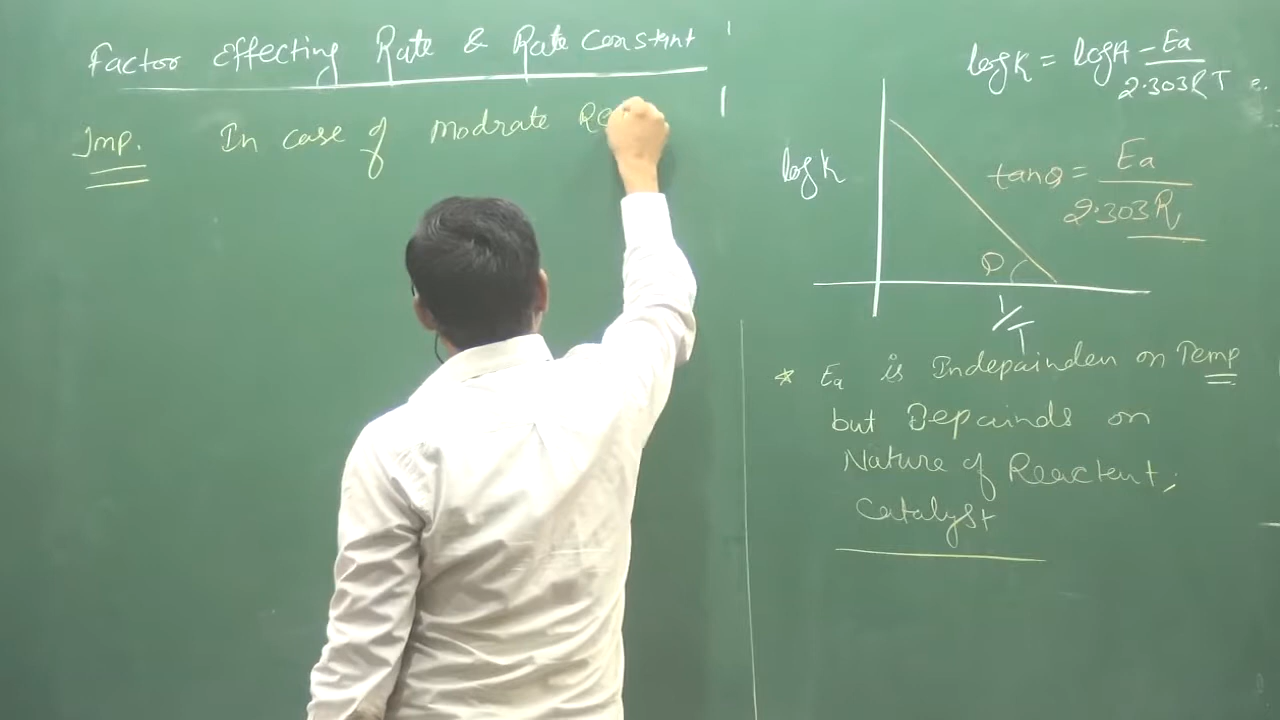 Factor Effecting Rate & Rate Constant
Imp. In case of Modrate
log K = log A - Ea / 2.303RT
log K
tanθ = Ea / 2.303R
θ
1/T
* Ea is Indepainden on Temp
but Depainds on
Nature of Reactent,
Catalyst